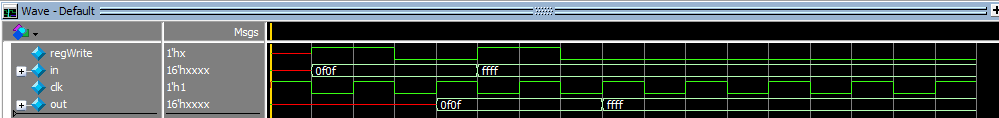 Wave - Default
Msgs
regWrite 1'hx
in 16'hxxxx 0f0f ffff
clk 1'h1
out 16'hxxxx 0f0f ffff